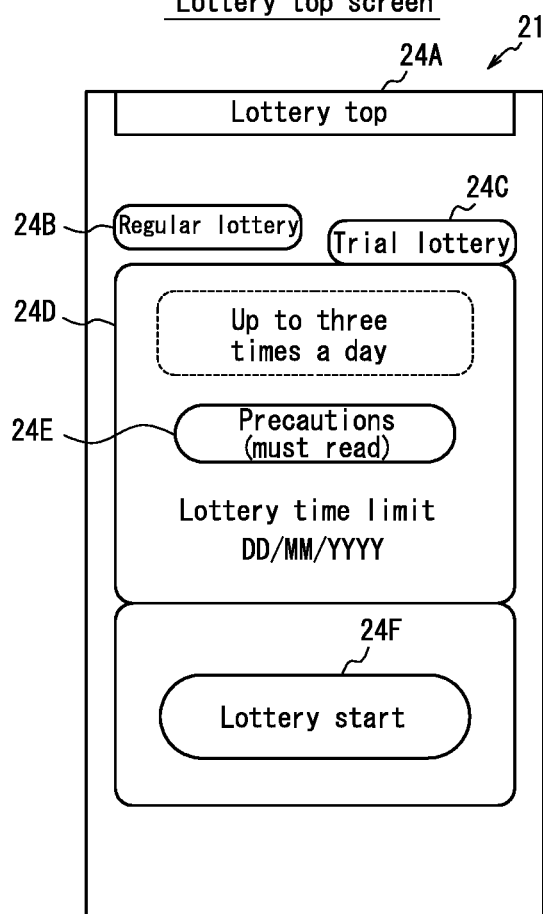 Lottery top screen
21
24A
Lottery top
24C
24B
Regular lottery
Trial lottery
24D
Up to three
times a day
24E
Precautions
(must read)
Lottery time limit
DD/MM/YYYY
24F
Lottery start